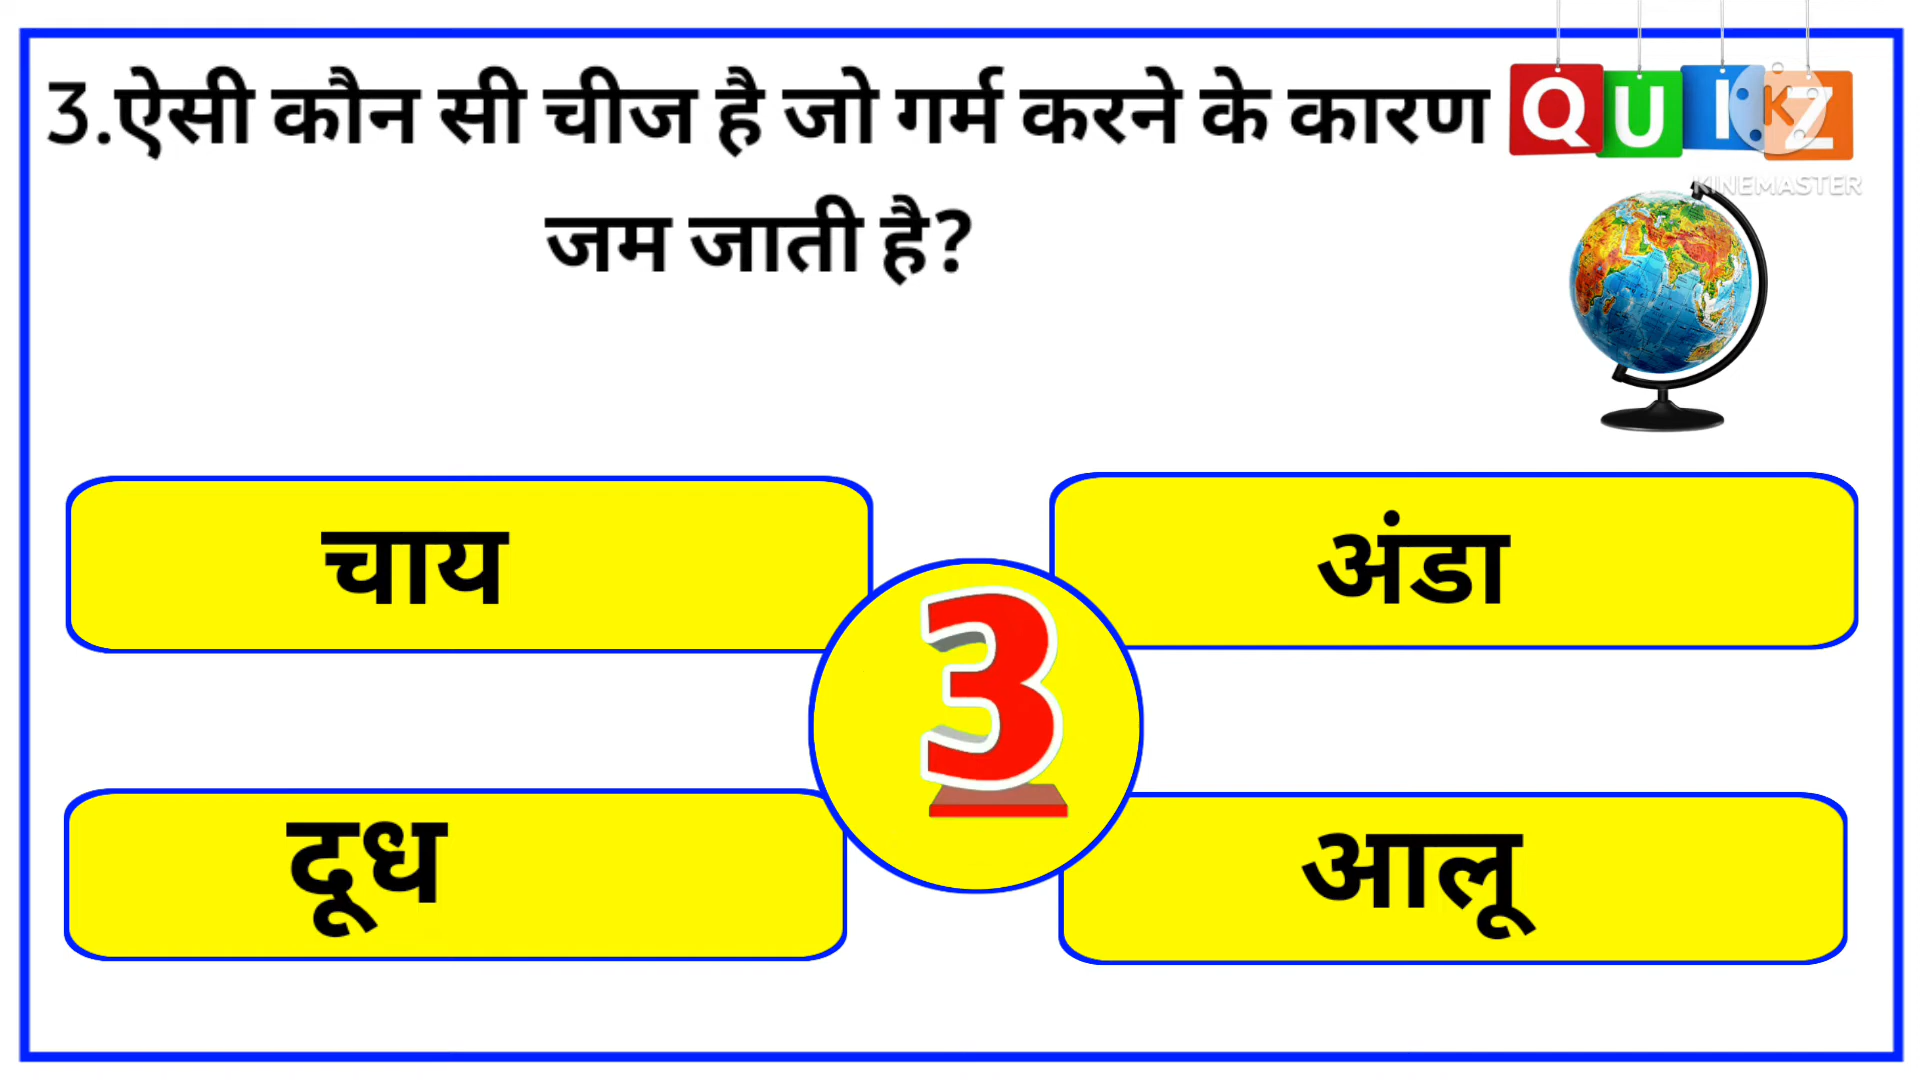 3.ऐसी कौन सी चीज है जो गर्म करने के कारण
जम जाती है?
QUIZ
K
KINEMASTER
चाय
अंडा
3
दूध
आलू